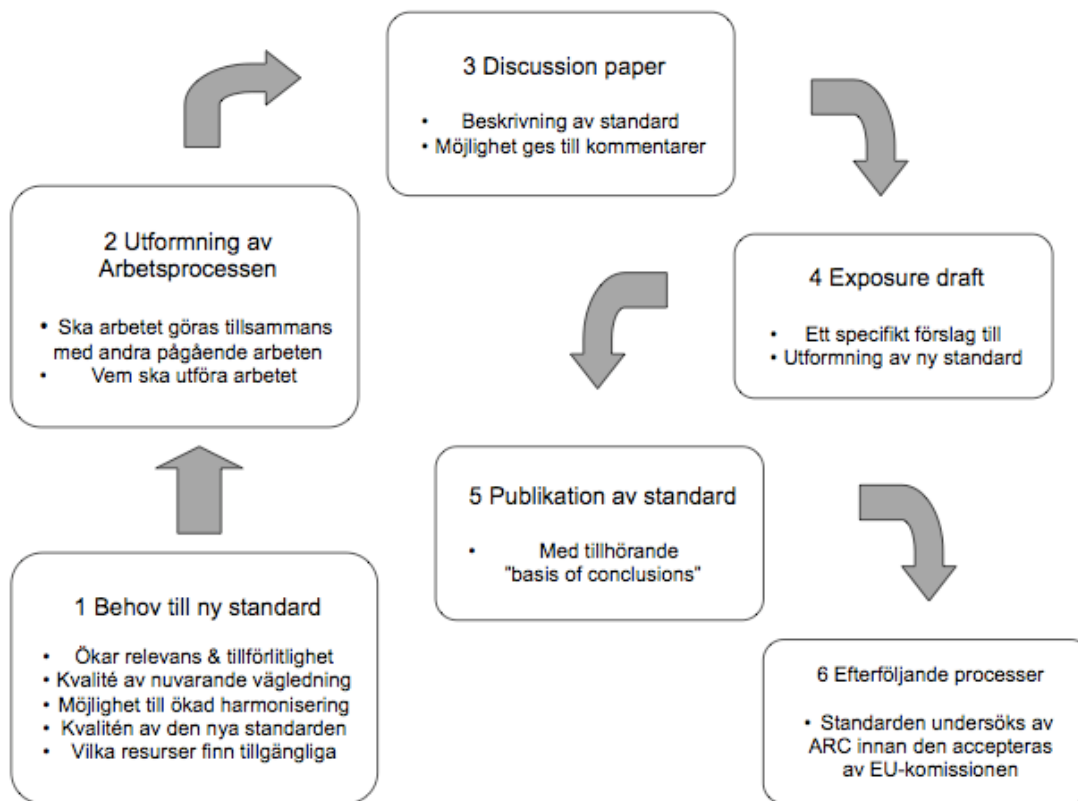 1 Behov till ny standard
• Ökar relevans & tillförlitlighet
• Kvalité av nuvarande vägledning
• Möjlighet till ökad harmonisering
• Kvalitén av den nya standarden
• Vilka resurser finn tillgängliga
2 Utformning av
Arbetsprocessen
• Ska arbetet göras tillsammans
med andra pågående arbeten
• Vem ska utföra arbetet
3 Discussion paper
• Beskrivning av standard
• Möjlighet ges till kommentarer
4 Exposure draft
• Ett specifikt förslag till
• Utformning av ny standard
5 Publikation av standard
• Med tillhörande
"basis of conclusions"
6 Efterföljande processer
• Standarden undersöks av
ARC innan den accepteras
av EU-komissionen